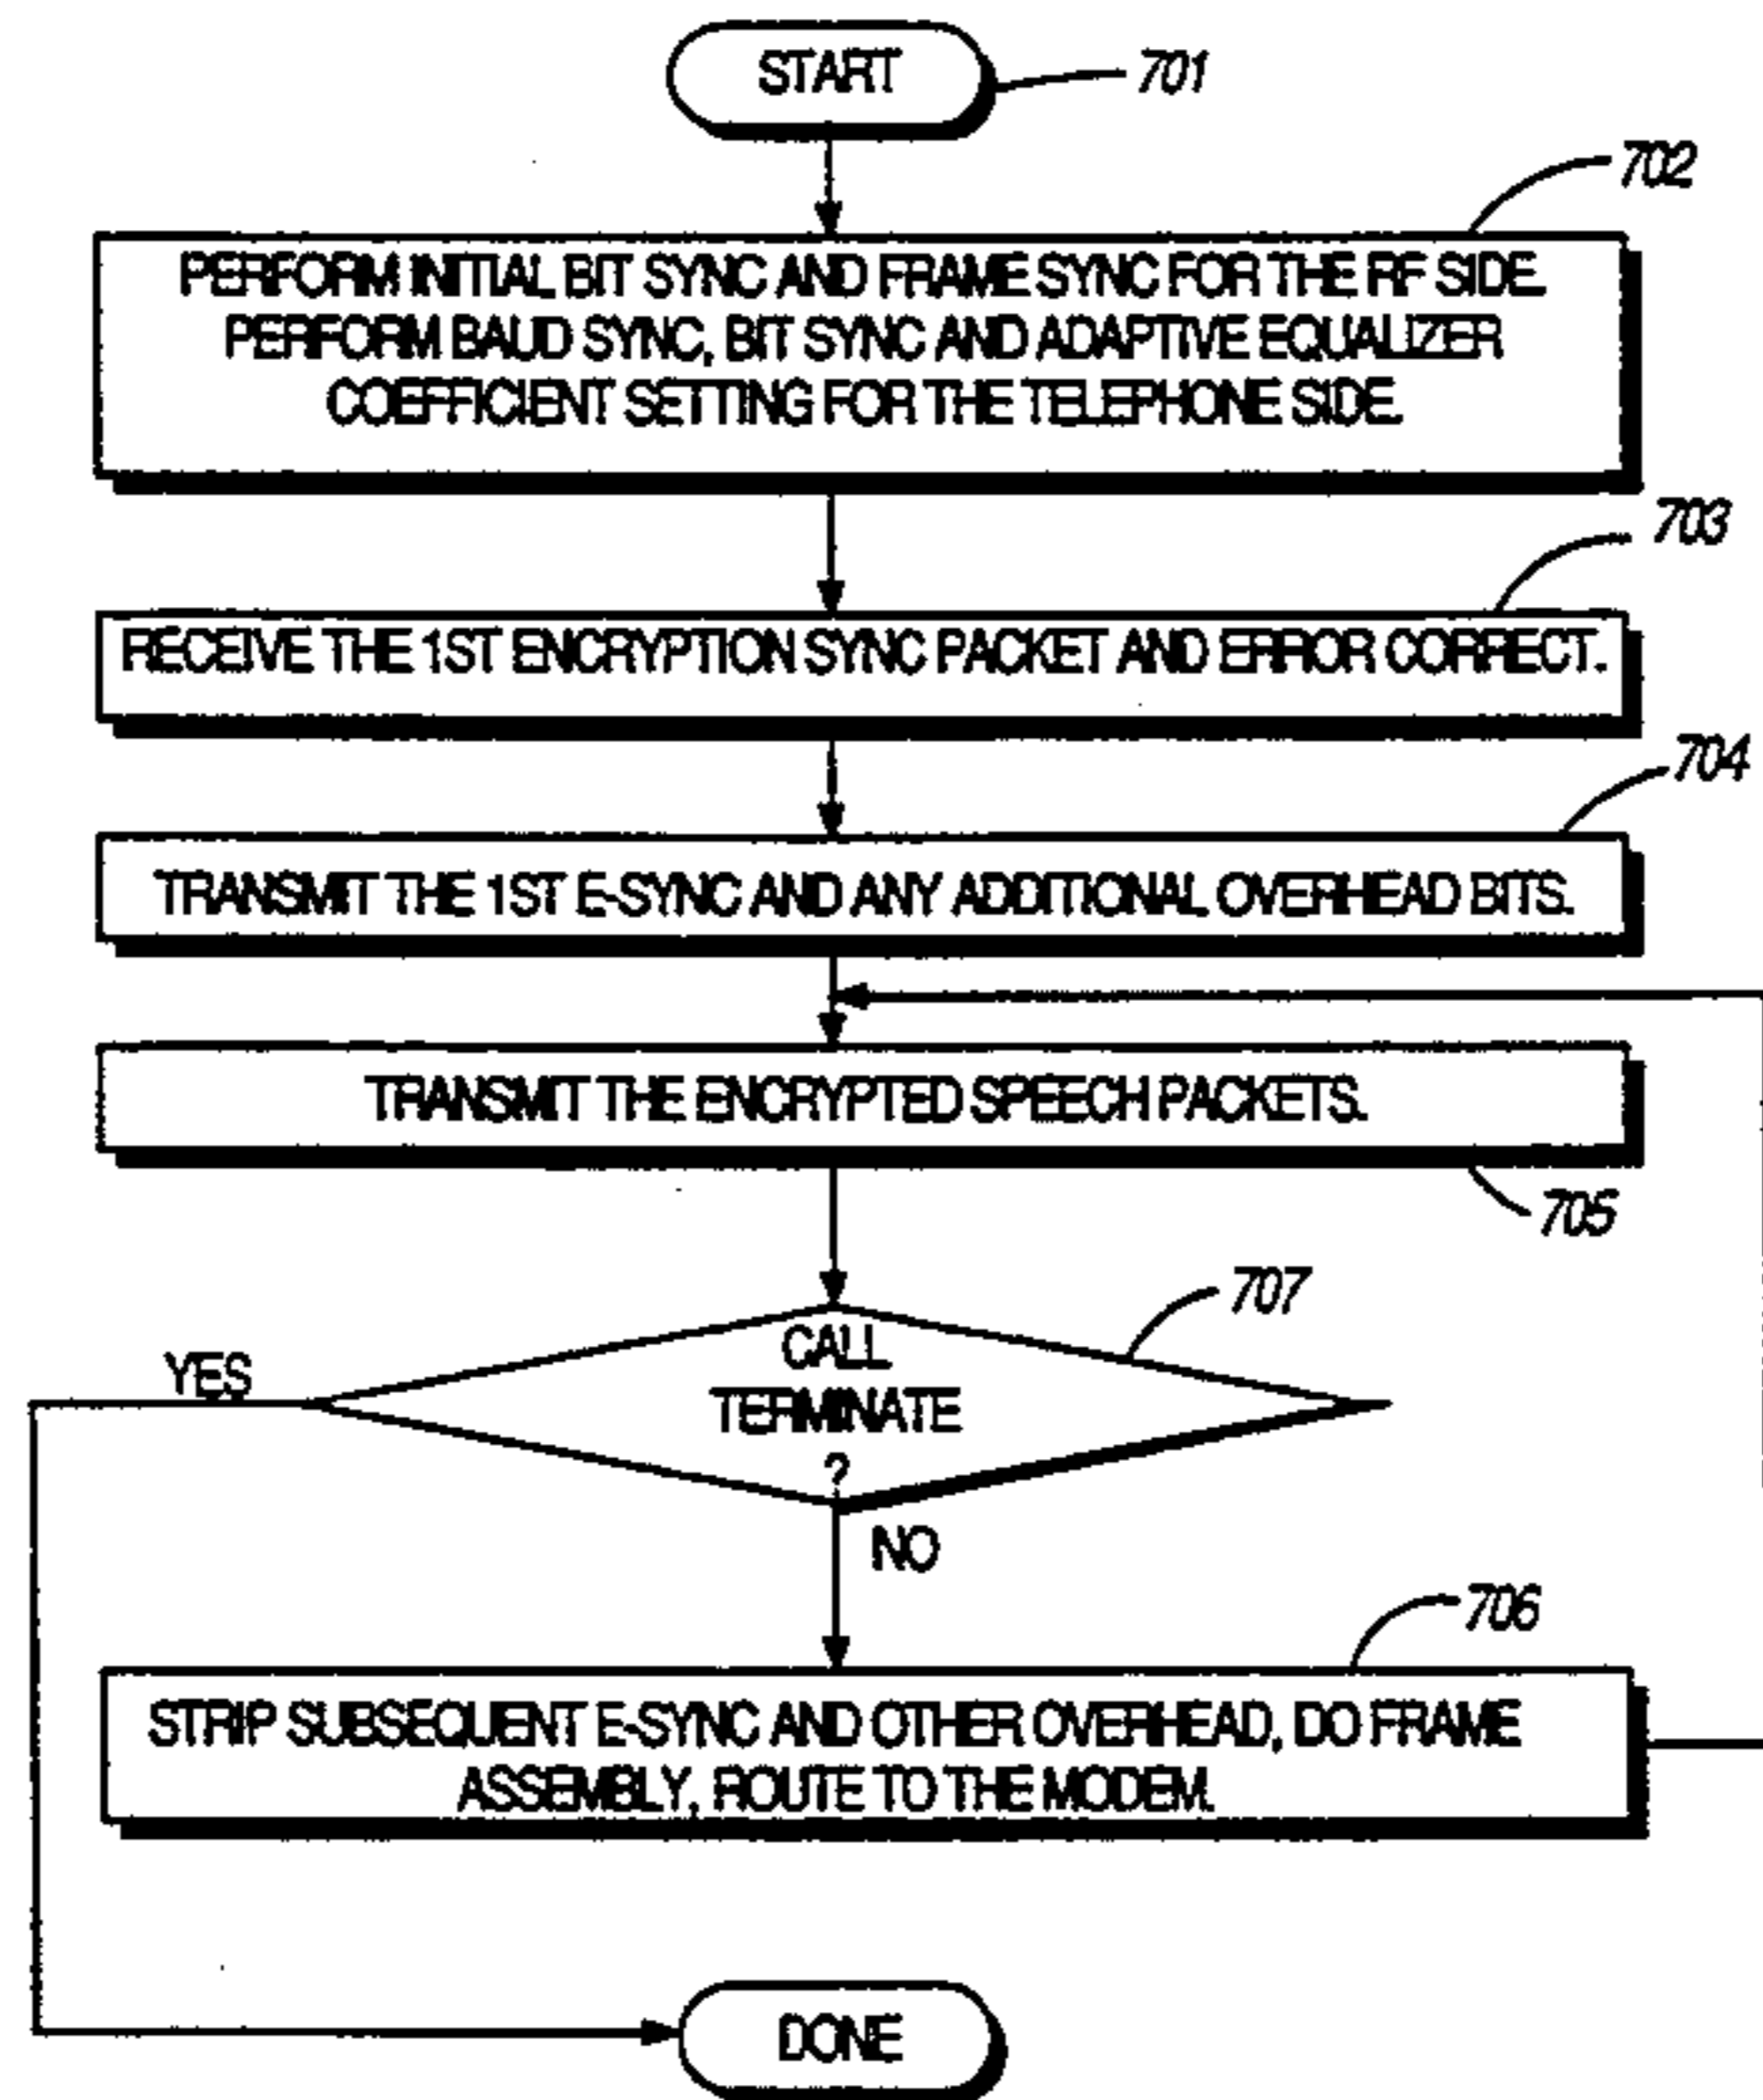 START
701
702
PERFORM INITIAL BIT SYNC AND FRAME SYNC FOR THE RF SIDE.
PERFORM BAUD SYNC, BIT SYNC AND ADAPTIVE EQUALIZER
COEFFICIENT SETTING FOR THE TELEPHONE SIDE.
703
RECEIVE THE 1ST ENCRYPTION SYNC PACKET AND ERROR CORRECT.
704
TRANSMIT THE 1ST E-SYNC AND ANY ADDITIONAL OVERHEAD BITS.
TRANSMIT THE ENCRYPTED SPEECH PACKETS.
705
707
CALL
TERMINATE
?
YES
NO
706
STRIP SUBSEQUENT E-SYNC AND OTHER OVERHEAD, DO FRAME
ASSEMBLY, ROUTE TO THE MODEM.
DONE